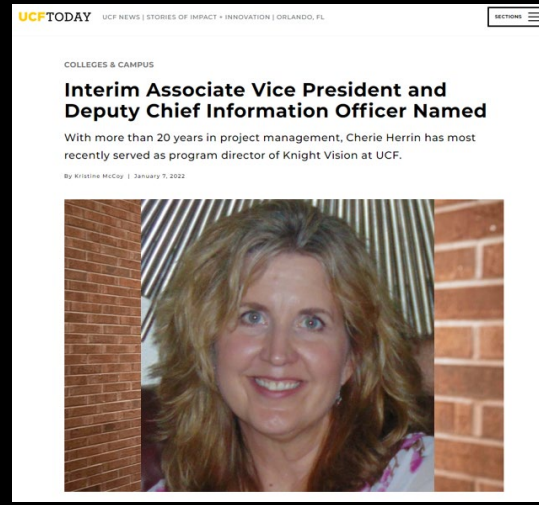 UCFTODAY UCF NEWS | STORIES OF IMPACT + INNOVATION | ORLANDO, FL SECTIONS
COLLEGES & CAMPUS
Interim Associate Vice President and
Deputy Chief Information Officer Named
With more than 20 years in project management, Cherie Herrin has most
recently served as program director of Knight Vision at UCF.
By Kristine McCoy | January 7, 2022